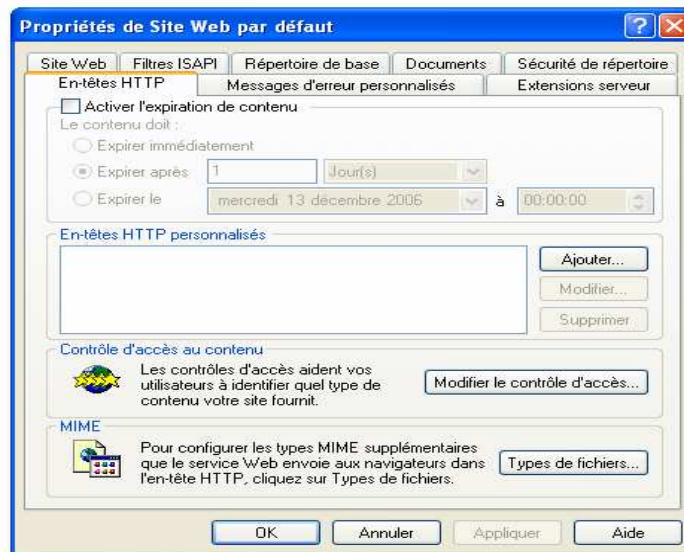 Propriétés de Site Web par défaut
Site Web Filtres ISAPI Répertoire de base Documents Sécurité de répertoire
En-têtes HTTP Messages d'erreur personnalisés Extensions serveur
Activer l'expiration de contenu
Le contenu doit :
Expirer immédiatement
Expirer après 1 Jour(s)
Expirer le mercredi 13 décembre 2006 à 00:00:00
En-têtes HTTP personnalisés
Ajouter...
Modifier...
Supprimer
Contrôle d'accès au contenu
Les contrôles d'accès aident vos
utilisateurs à identifier quel type de
contenu votre site fournit.
Modifier le contrôle d'accès...
MIME
Pour configurer les types MIME supplémentaires
que le service Web envoie aux navigateurs dans
l'en-tête HTTP, cliquez sur Types de fichiers.
Types de fichiers...
OK Annuler Appliquer Aide